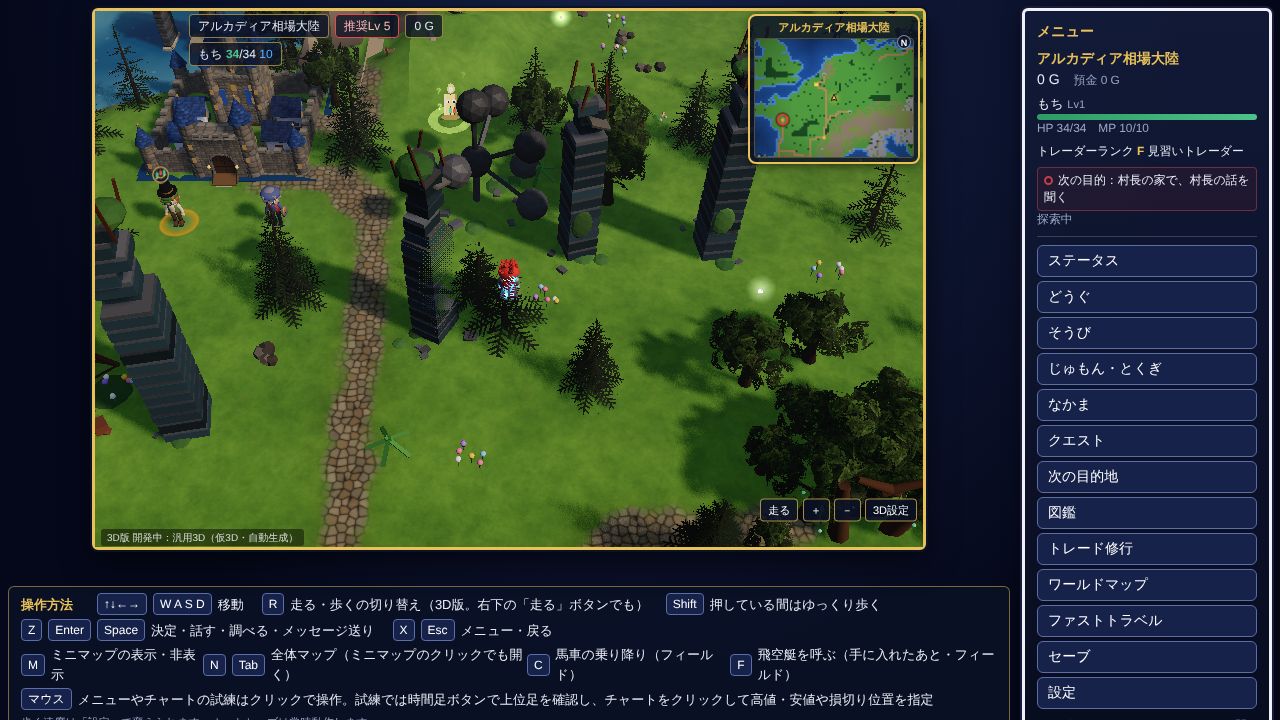 アルカディア相場大陸
推奨Lv 5
0 G
もち 34/34 10
アルカディア相場大陸
N
走る
＋
－
3D設定
3D版 開発中：汎用3D（仮3D・自動生成）
メニュー
アルカディア相場大陸
0 G 預金 0 G
もち Lv1
HP 34/34 MP 10/10
トレーダーランク F 見習いトレーダー
次の目的：村長の家で、村長の話を
聞く
探索中
ステータス
どうぐ
そうび
じゅもん・とくぎ
なかま
クエスト
次の目的地
図鑑
トレード修行
ワールドマップ
ファストトラベル
セーブ
設定
操作方法 ↑↓←→ W A S D 移動 R 走る・歩くの切り替え（3D版。右下の「走る」ボタンでも） Shift 押している間はゆっくり歩く
Z Enter Space 決定・話す・調べる・メッセージ送り X Esc メニュー・戻る
M ミニマップの表示・非表示 N Tab 全体マップ（ミニマップのクリックでも開く） C 馬車の乗り降り（フィールド） F 飛空艇を呼ぶ（手に入れたあと・フィールド）
マウス メニューやチャートの試練はクリックで操作。試練では時間足ボタンで上位足を確認し、チャートをクリックして高値・安値や損切り位置を指定